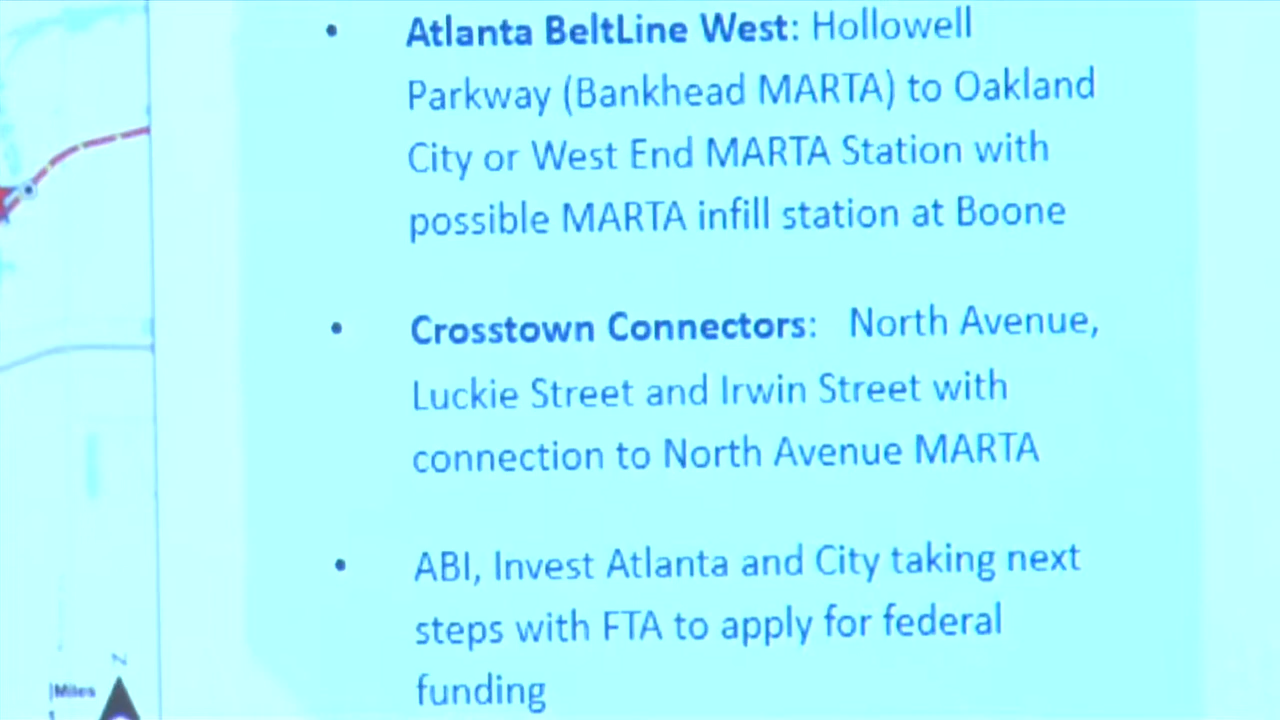 • Atlanta BeltLine West: Hollowell
Parkway (Bankhead MARTA) to Oakland
City or West End MARTA Station with
possible MARTA infill station at Boone
• Crosstown Connectors: North Avenue,
Luckie Street and Irwin Street with
connection to North Avenue MARTA
• ABI, Invest Atlanta and City taking next
steps with FTA to apply for federal
funding
N
Miles